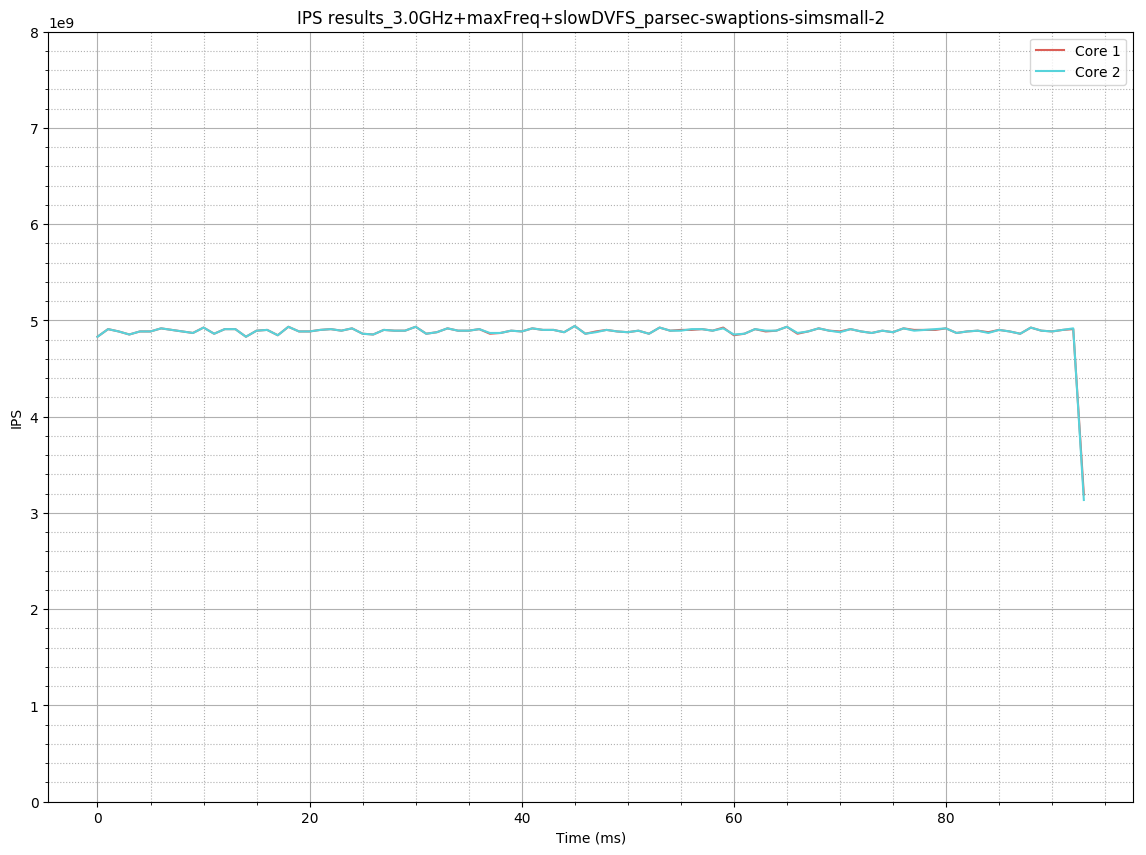 IPS results_3.0GHz+maxFreq+slowDVFS_parsec-swaptions-simsmall-2
1e9
8
7
6
5
4
3
2
1
0
IPS
Core 1
Core 2
0 20 40 60 80
Time (ms)